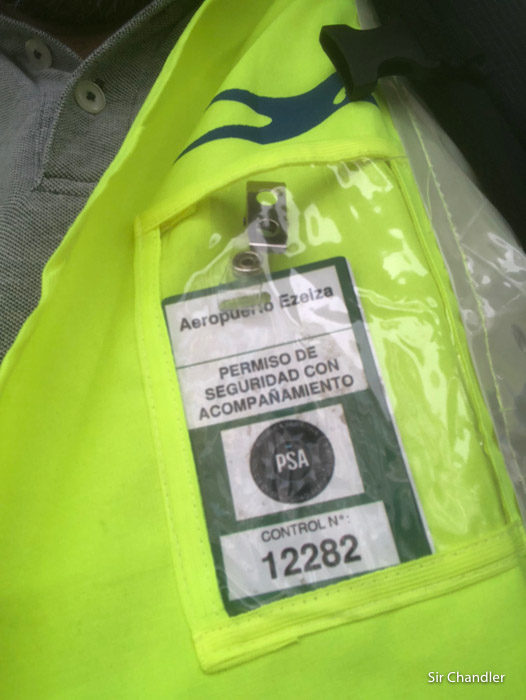 Aeropuerto Ezeiza
PERMISO DE
SEGURIDAD CON
ACOMPAÑAMIENTO
PSA
CONTROL N°:
12282
Sir Chandler